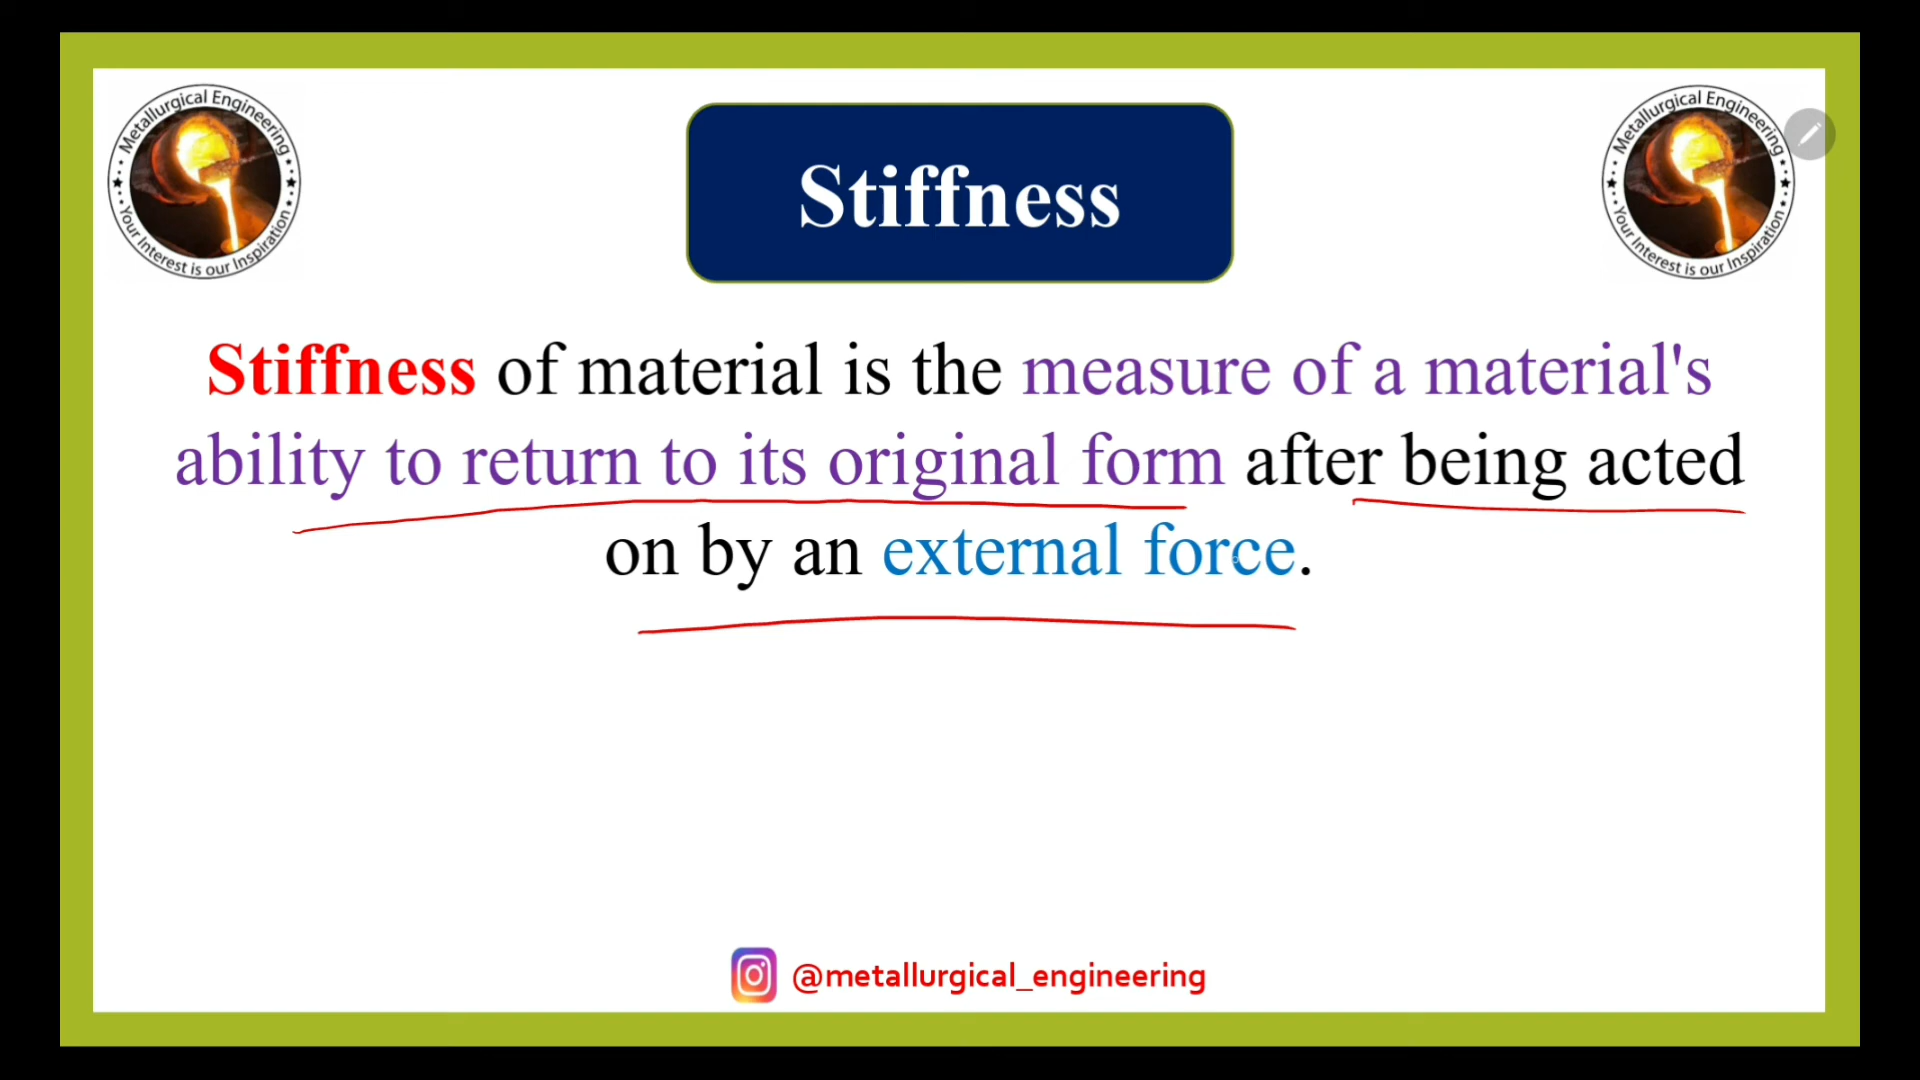 Metallurgical Engineering
Your Interest is our Inspiration
Stiffness
Metallurgical Engineering
Your Interest is our Inspiration
Stiffness of material is the measure of a material's
ability to return to its original form after being acted
on by an external force.
@metallurgical_engineering